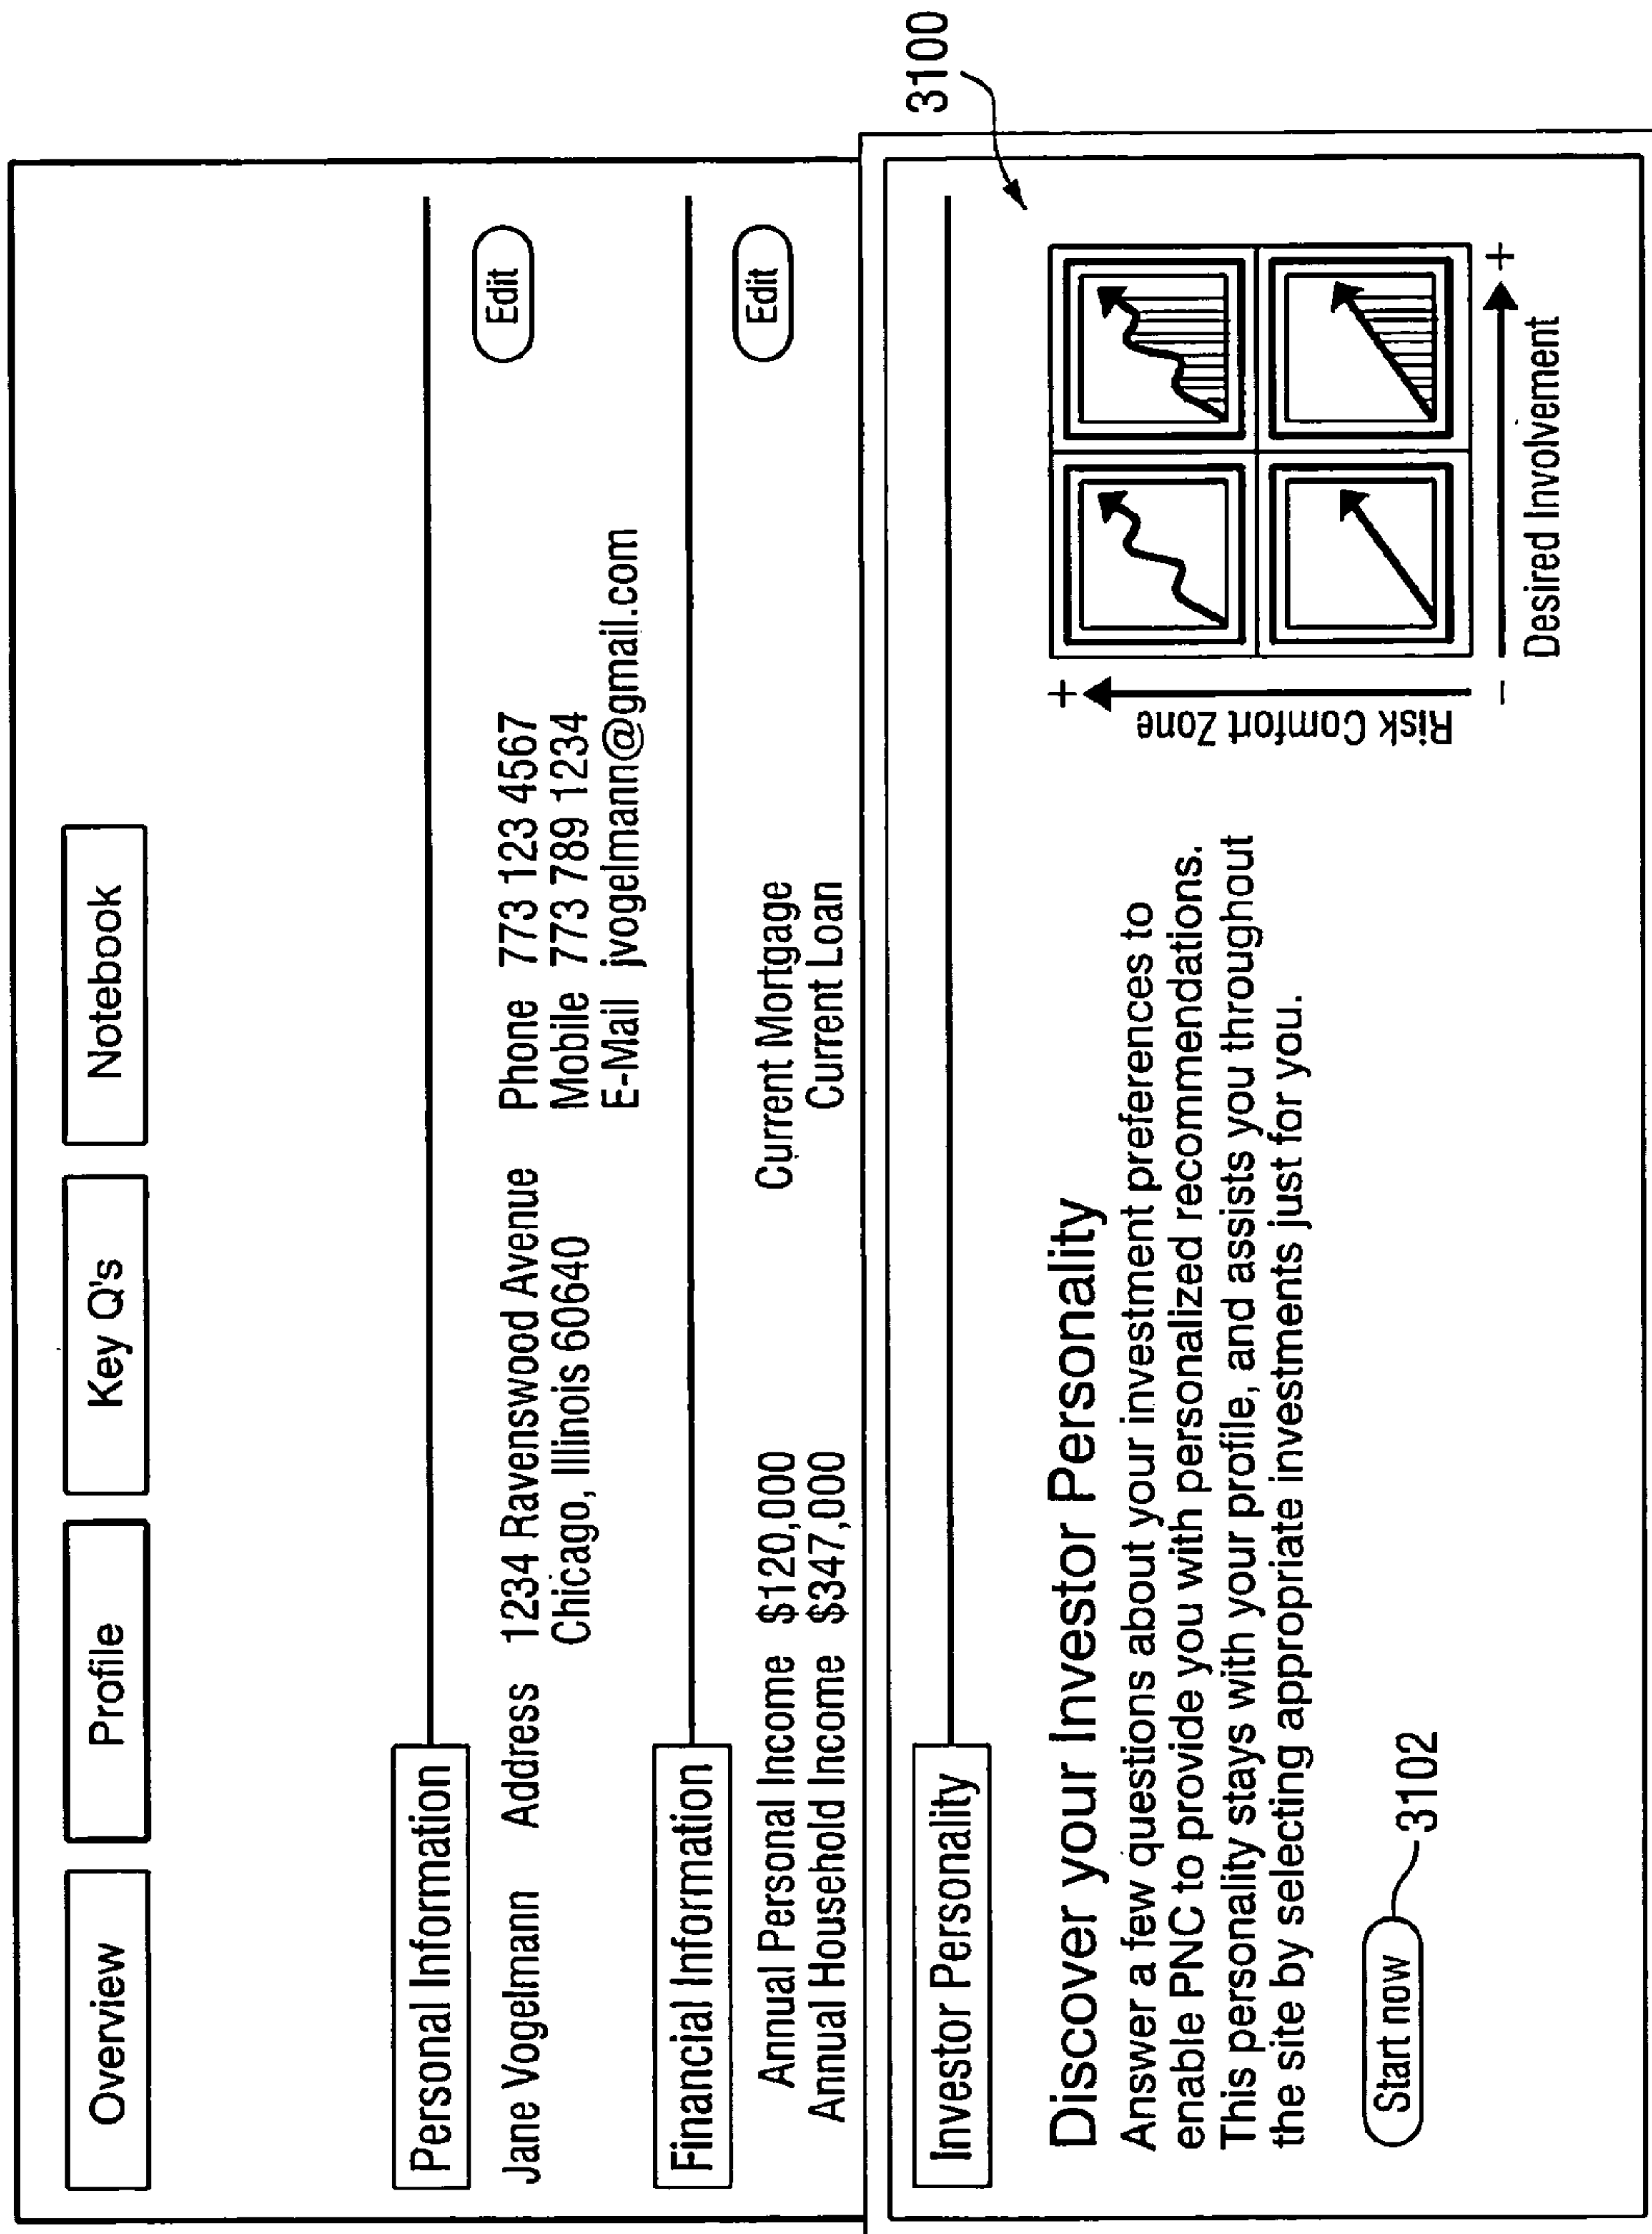 Overview
Profile
Key Q's
Notebook
Personal Information
Jane Vogelmann
Address 1234 Ravenswood Avenue
Chicago, Illinois 60640
Phone 773 123 4567
Mobile 773 789 1234
E-Mail jvogelmann@gmail.com
Edit
Financial Information
Annual Personal Income $120,000
Annual Household Income $347,000
Current Mortgage
Current Loan
Edit
Investor Personality
3100
Discover your Investor Personality
Answer a few questions about your investment preferences to
enable PNC to provide you with personalized recommendations.
This personality stays with your profile, and assists you throughout
the site by selecting appropriate investments just for you.
Start now
3102
+
Risk Comfort Zone
-
+
Desired Involvement